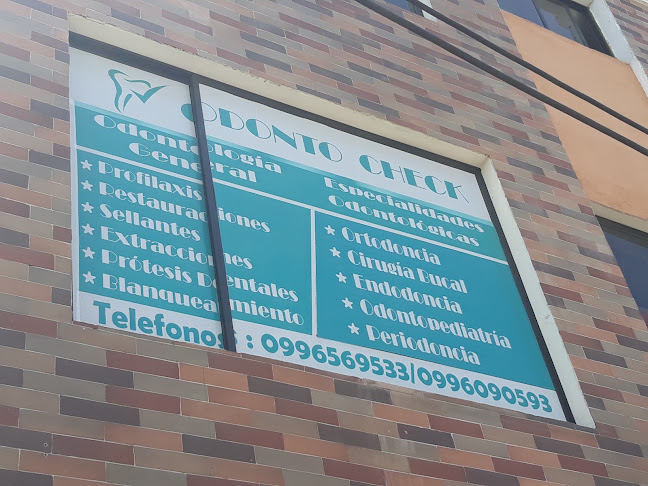 ODONTO CHECK
Odontología
General
★ Profilaxis
★ Restauraciones
★ Sellantes
★ Extracciones
★ Prótesis Dentales
★ Blanqueamiento
Especialidades
Odontológicas
★ Ortodoncia
★ Cirugía Bucal
★ Endodoncia
★ Odontopediatria
★ Periodoncia
Telefonos : 0996569533/0996090593